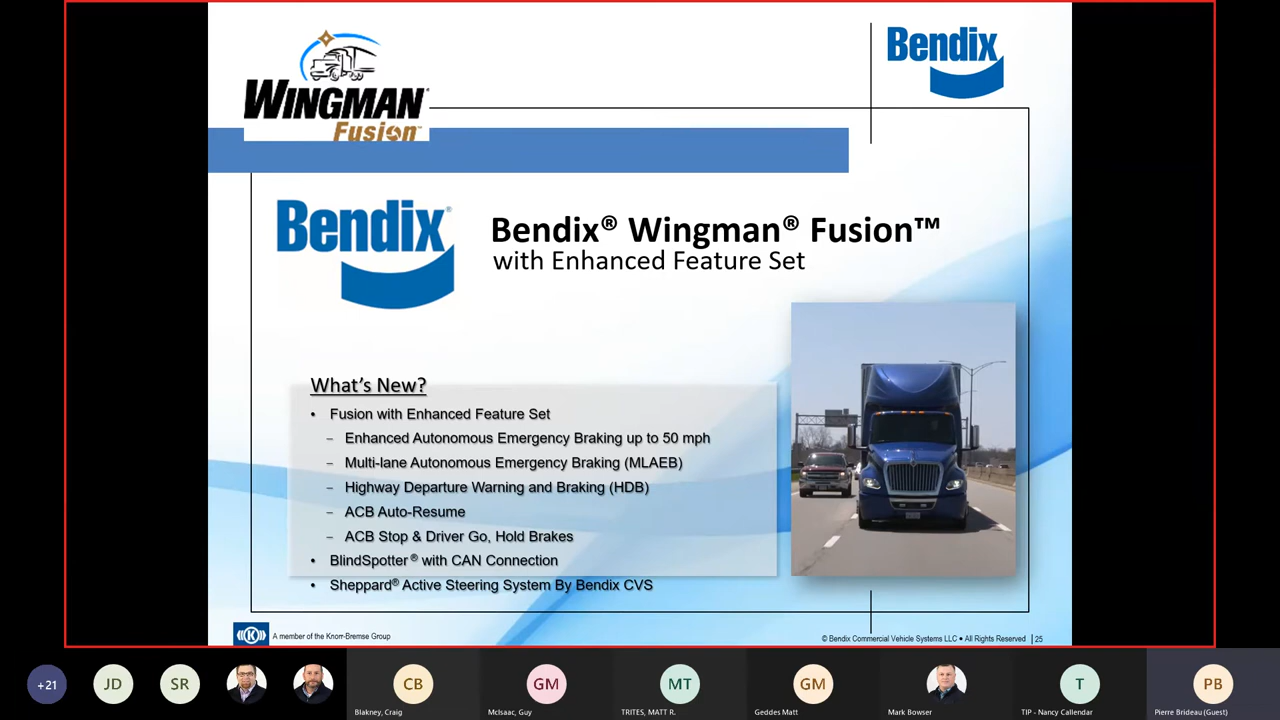 WINGMAN
Fusion™
Bendix
Bendix®
Bendix® Wingman® Fusion™
with Enhanced Feature Set
What's New?
• Fusion with Enhanced Feature Set
– Enhanced Autonomous Emergency Braking up to 50 mph
– Multi-lane Autonomous Emergency Braking (MLAEB)
– Highway Departure Warning and Braking (HDB)
– ACB Auto-Resume
– ACB Stop & Driver Go, Hold Brakes
• BlindSpotter® with CAN Connection
• Sheppard® Active Steering System By Bendix CVS
A member of the Knorr-Bremse Group
© Bendix Commercial Vehicle Systems LLC • All Rights Reserved | 25
+21
JD
SR
CB
Blakney, Craig
GM
McIsaac, Guy
MT
TRITES, MATT R.
GM
Geddes Matt
Mark Bowser
T
TIP - Nancy Callendar
PB
Pierre Brideau (Guest)